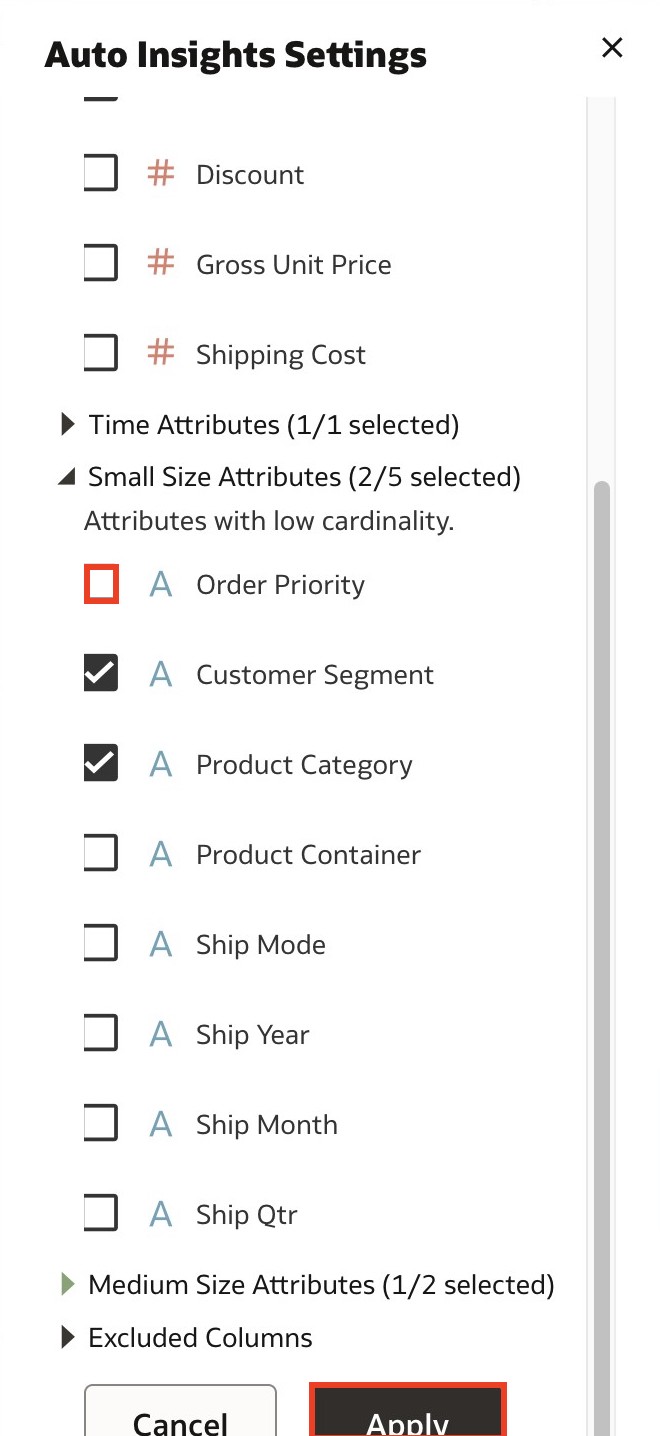 Auto Insights Settings
# Discount
# Gross Unit Price
# Shipping Cost
Time Attributes (1/1 selected)
Small Size Attributes (2/5 selected)
Attributes with low cardinality.
A Order Priority
A Customer Segment
A Product Category
A Product Container
A Ship Mode
A Ship Year
A Ship Month
A Ship Qtr
Medium Size Attributes (1/2 selected)
Excluded Columns
Cancel Apply